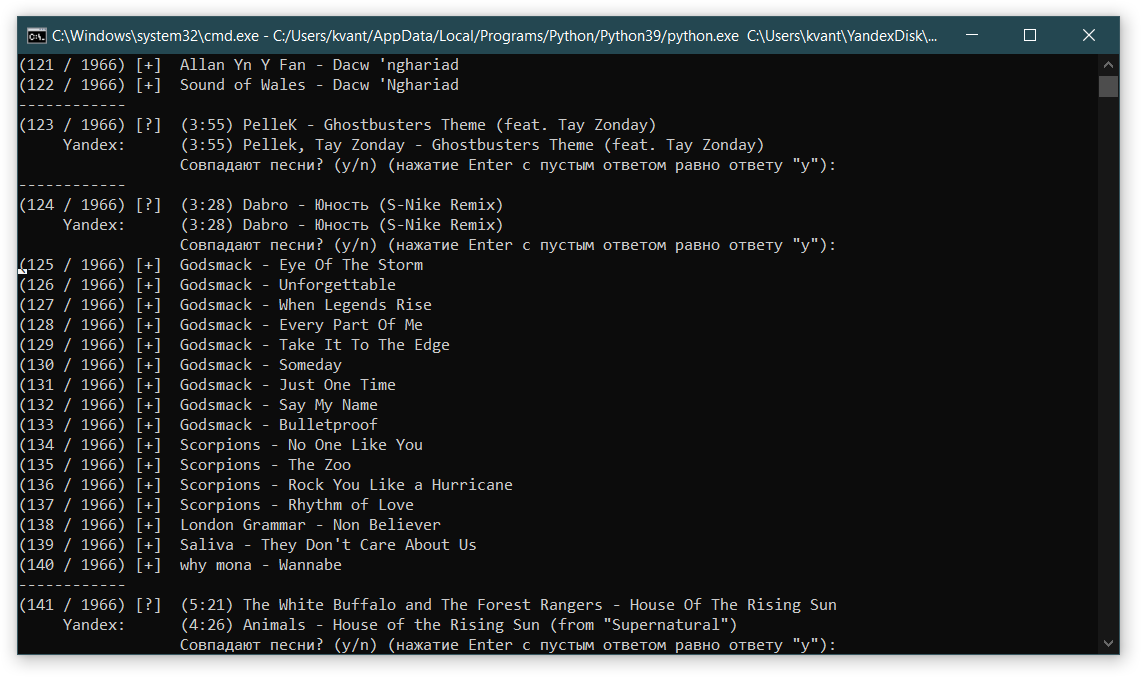 C:\Windows\system32\cmd.exe - C:/Users/kvant/AppData/Local/Programs/Python/Python39/python.exe  C:\Users\kvant\YandexDisk\...
(121 / 1966) [+]  Allan Yn Y Fan - Dacw 'nghariad
(122 / 1966) [+]  Sound of Wales - Dacw 'Nghariad
------------
(123 / 1966) [?]  (3:55) PelleK - Ghostbusters Theme (feat. Tay Zonday)
Yandex:      (3:55) Pellek, Tay Zonday - Ghostbusters Theme (feat. Tay Zonday)
Совпадают песни? (y/n) (нажатие Enter с пустым ответом равно ответу "y"):
------------
(124 / 1966) [?]  (3:28) Dabro - Юность (S-Nike Remix)
Yandex:      (3:28) Dabro - Юность (S-Nike Remix)
Совпадают песни? (y/n) (нажатие Enter с пустым ответом равно ответу "y"):
(125 / 1966) [+]  Godsmack - Eye Of The Storm
(126 / 1966) [+]  Godsmack - Unforgettable
(127 / 1966) [+]  Godsmack - When Legends Rise
(128 / 1966) [+]  Godsmack - Every Part Of Me
(129 / 1966) [+]  Godsmack - Take It To The Edge
(130 / 1966) [+]  Godsmack - Someday
(131 / 1966) [+]  Godsmack - Just One Time
(132 / 1966) [+]  Godsmack - Say My Name
(133 / 1966) [+]  Godsmack - Bulletproof
(134 / 1966) [+]  Scorpions - No One Like You
(135 / 1966) [+]  Scorpions - The Zoo
(136 / 1966) [+]  Scorpions - Rock You Like a Hurricane
(137 / 1966) [+]  Scorpions - Rhythm of Love
(138 / 1966) [+]  London Grammar - Non Believer
(139 / 1966) [+]  Saliva - They Don't Care About Us
(140 / 1966) [+]  why mona - Wannabe
------------
(141 / 1966) [?]  (5:21) The White Buffalo and The Forest Rangers - House Of The Rising Sun
Yandex:      (4:26) Animals - House of the Rising Sun (from "Supernatural")
Совпадают песни? (y/n) (нажатие Enter с пустым ответом равно ответу "y"):